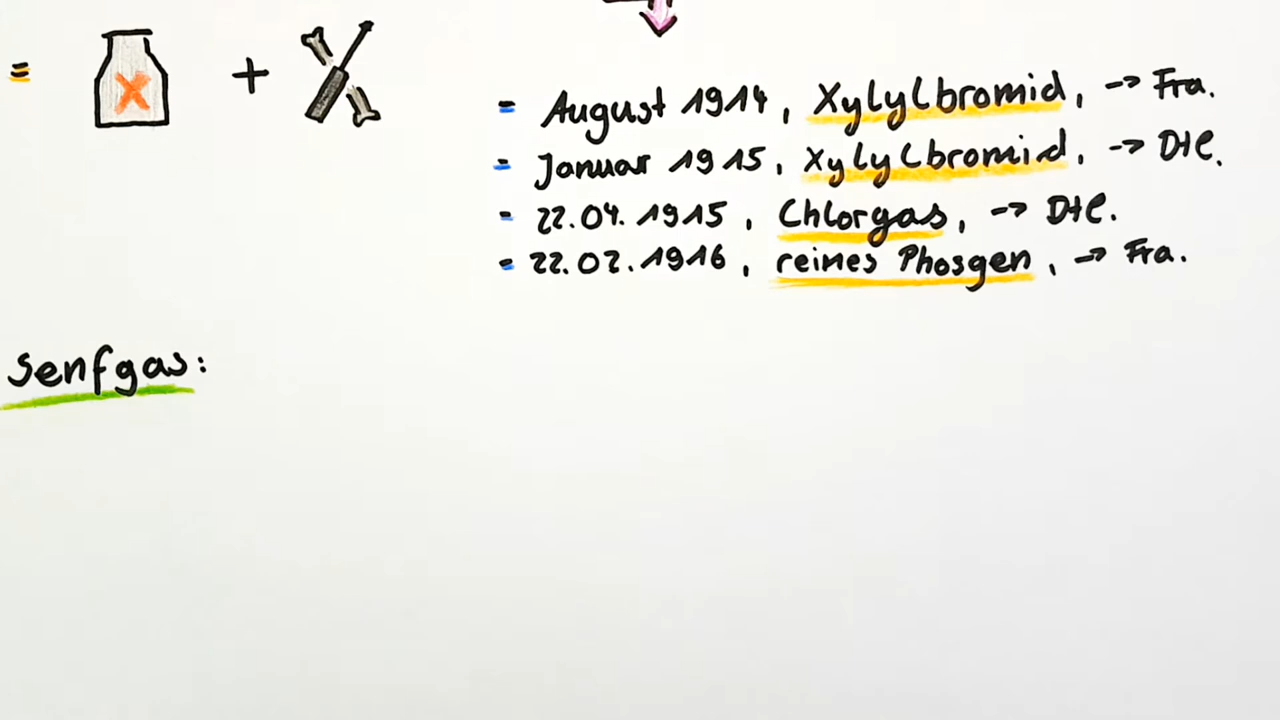 = August 1914, Xylylbromid, -> Fra.
- Januar 1915, Xylylbromid, -> Dtl.
- 22.04.1915, Chlorgas, -> Dtl.
- 22.02.1916, reines Phosgen, -> Fra.
= +
Senfgas: